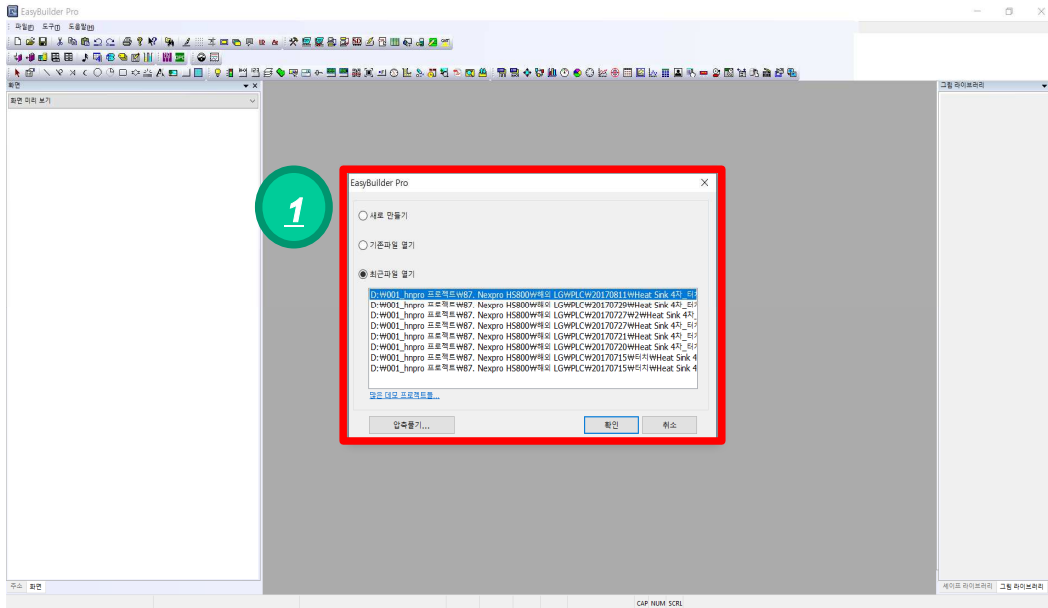 EasyBuilder Pro
파일(F) 도구(T) 도움말(H)
화면
화면 미리 보기
그림 라이브러리
1
EasyBuilder Pro
새로 만들기
기존파일 열기
최근파일 열기
D:₩001_hnpro 프로젝트₩87. Nexpro HS800₩해외 LG₩PLC₩20170811₩Heat Sink 4차_터치
D:₩001_hnpro 프로젝트₩87. Nexpro HS800₩해외 LG₩PLC₩20170729₩Heat Sink 4차_터치
D:₩001_hnpro 프로젝트₩87. Nexpro HS800₩해외 LG₩PLC₩20170727₩2₩Heat Sink 4차_
D:₩001_hnpro 프로젝트₩87. Nexpro HS800₩해외 LG₩PLC₩20170727₩Heat Sink 4차_터치
D:₩001_hnpro 프로젝트₩87. Nexpro HS800₩해외 LG₩PLC₩20170721₩Heat Sink 4차_터치
D:₩001_hnpro 프로젝트₩87. Nexpro HS800₩해외 LG₩PLC₩20170720₩Heat Sink 4차_터치
D:₩001_hnpro 프로젝트₩87. Nexpro HS800₩해외 LG₩PLC₩20170715₩터치₩Heat Sink 4
D:₩001_hnpro 프로젝트₩87. Nexpro HS800₩해외 LG₩PLC₩20170715₩터치₩Heat Sink 4
많은 데모 프로젝트들...
압축풀기...
확인
취소
주소 화면
셰이프 라이브러리 그림 라이브러리
CAP NUM SCRL